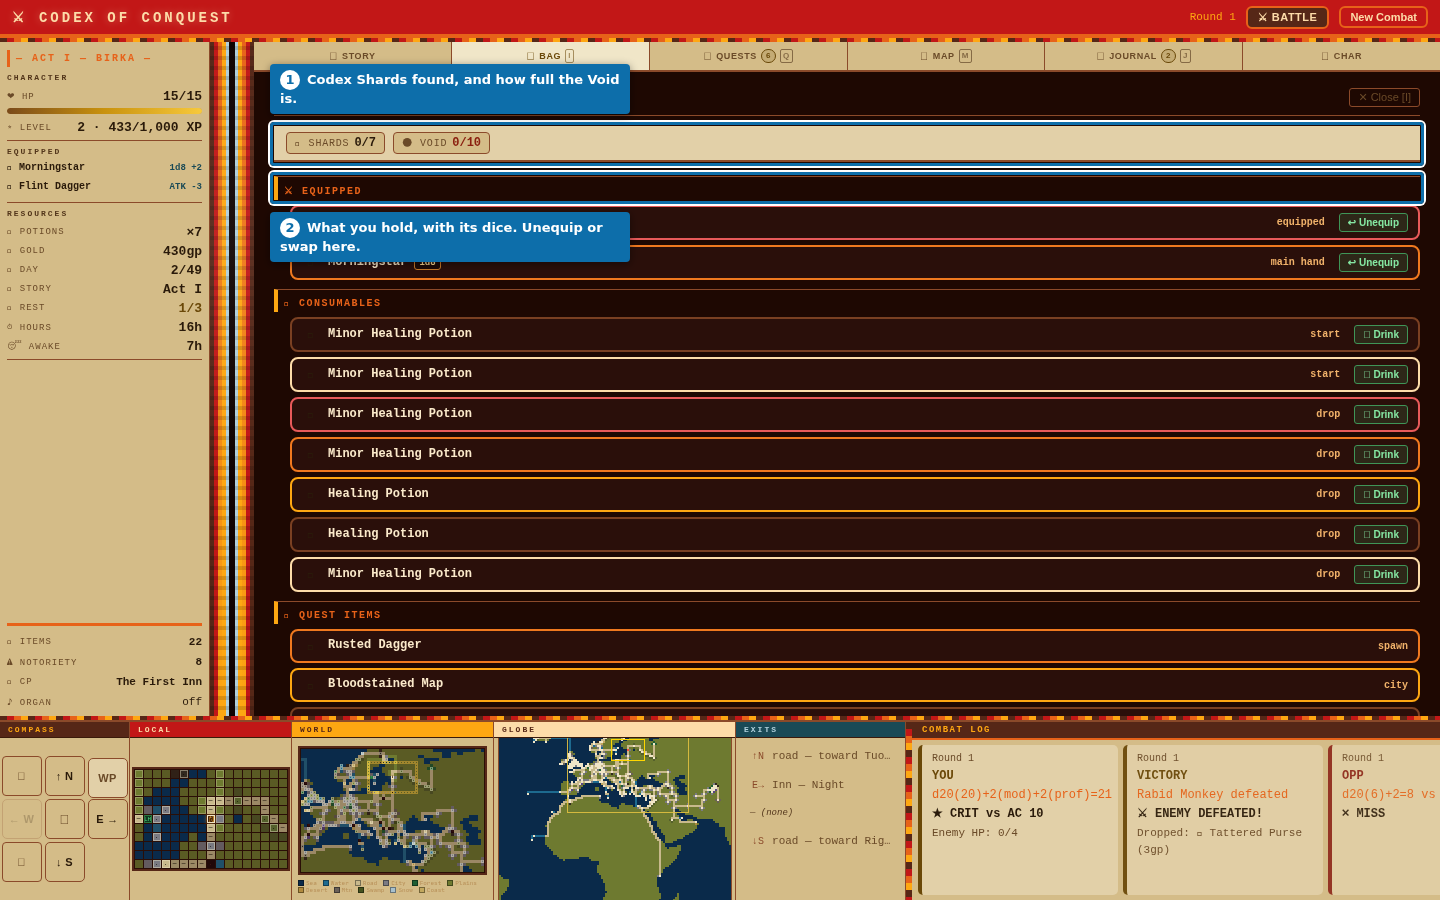 ⚔ CODEX OF CONQUEST
Round 1
⚔ BATTLE
New Combat
— ACT I — BIRKA —
CHARACTER
❤ HP 15/15
LEVEL 2 · 433/1,000 XP
EQUIPPED
Morningstar 1d8 +2
Flint Dagger ATK -3
RESOURCES
POTIONS ×7
GOLD 430gp
DAY 2/49
STORY Act I
REST 1/3
HOURS 16h
AWAKE 7h
ITEMS 22
NOTORIETY 8
CP The First Inn
♪ ORGAN off
STORY
BAG I
QUESTS 6 Q
MAP M
JOURNAL 2 J
CHAR
1 Codex Shards found, and how full the Void is.
✕ Close [I]
SHARDS 0/7
VOID 0/10
⚔ EQUIPPED
2 What you hold, with its dice. Unequip or swap here.
equipped ↩ Unequip
Morningstar 1d8 main hand ↩ Unequip
CONSUMABLES
Minor Healing Potion start Drink
Minor Healing Potion start Drink
Minor Healing Potion drop Drink
Minor Healing Potion drop Drink
Healing Potion drop Drink
Healing Potion drop Drink
Minor Healing Potion drop Drink
QUEST ITEMS
Rusted Dagger spawn
Bloodstained Map city
COMPASS
↑ N
WP
← W
E →
↓ S
LOCAL
WORLD
GLOBE
EXITS
↑N road — toward Tuo…
E→ Inn — Night
— (none)
↓S road — toward Rig…
COMBAT LOG
Round 1
YOU
d20(20)+2(mod)+2(prof)=21
★ CRIT vs AC 10
Enemy HP: 0/4
Round 1
VICTORY
Rabid Monkey defeated
⚔ ENEMY DEFEATED!
Dropped: Tattered Purse
(3gp)
Round 1
OPP
d20(6)+2=8 vs
✕ MISS